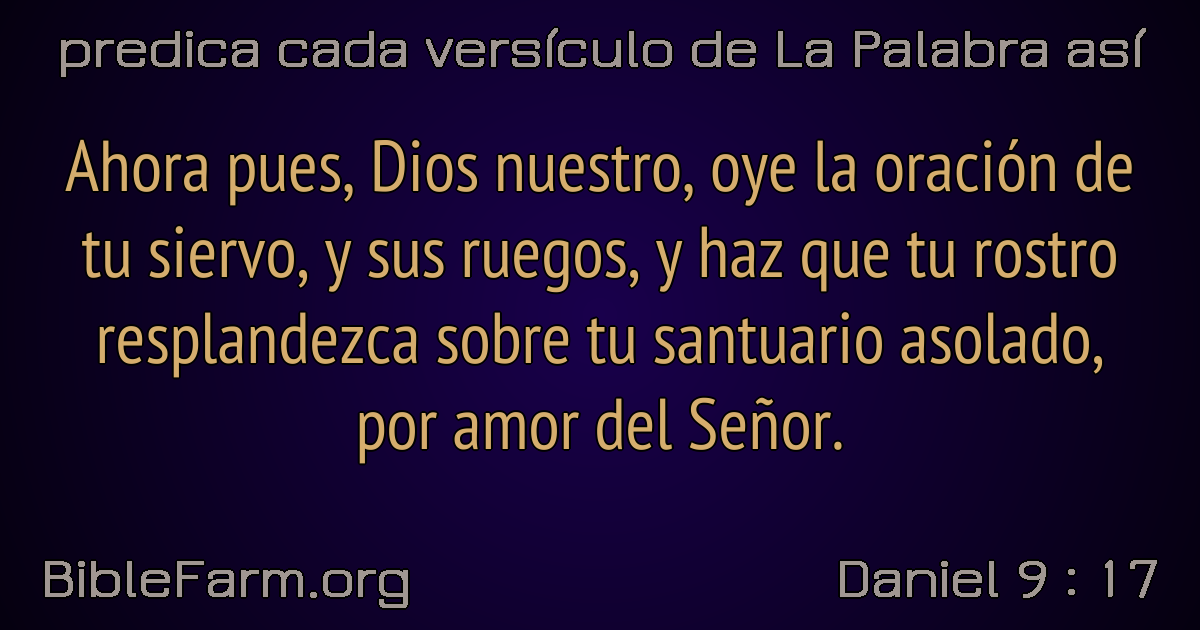 predica cada versículo de La Palabra así
Ahora pues, Dios nuestro, oye la oración de
tu siervo, y sus ruegos, y haz que tu rostro
resplandezca sobre tu santuario asolado,
por amor del Señor.
BibleFarm.org
Daniel 9 : 17